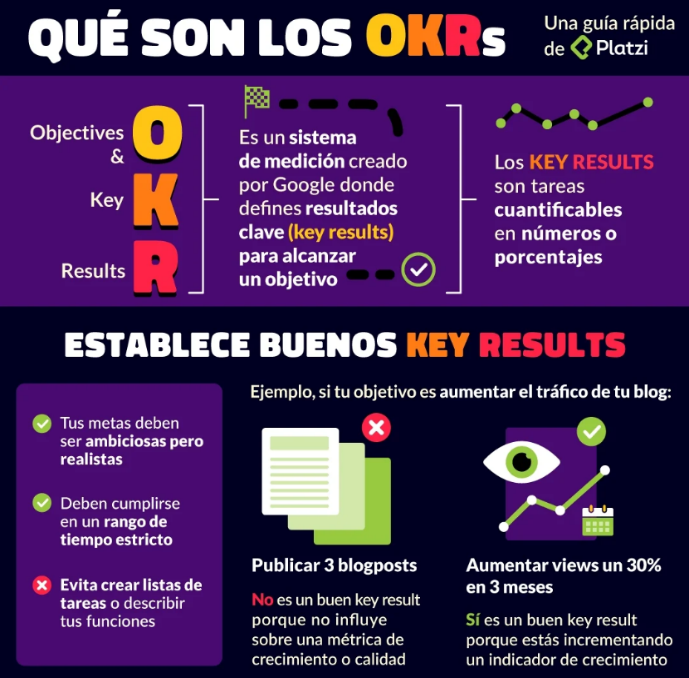 QUÉ SON LOS OKRs
Una guía rápida
de Platzi
Objectives
&
Key
Results
O
K
R
Es un sistema
de medición creado
por Google donde
defines resultados
clave (key results)
para alcanzar
un objetivo
Los KEY RESULTS
son tareas
cuantificables
en números o
porcentajes
ESTABLECE BUENOS KEY RESULTS
Tus metas deben
ser ambiciosas pero
realistas
Deben cumplirse
en un rango de
tiempo estricto
Evita crear listas de
tareas o describir
tus funciones
Ejemplo, si tu objetivo es aumentar el tráfico de tu blog:
Publicar 3 blogposts
No es un buen key result
porque no influye
sobre una métrica de
crecimiento o calidad
Aumentar views un 30%
en 3 meses
Sí es un buen key result
porque estás incrementando
un indicador de crecimiento